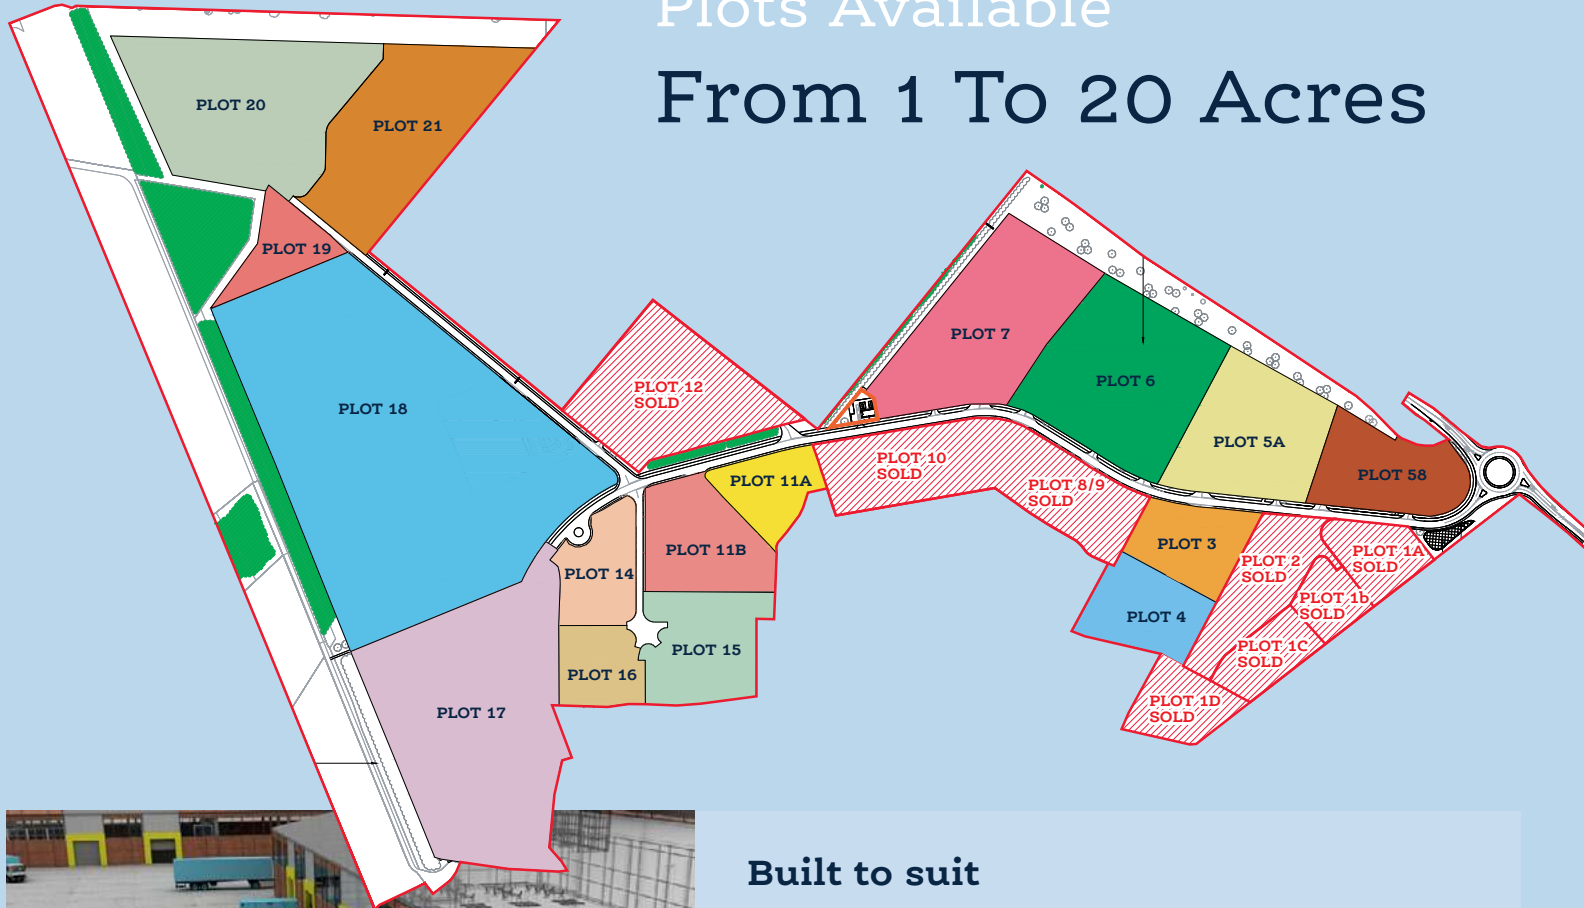 Plots Available
From 1 To 20 Acres
PLOT 20
PLOT 21
PLOT 19
PLOT 18
PLOT 12
SOLD
PLOT 7
PLOT 6
PLOT 5A
PLOT 58
PLOT 10
SOLD
PLOT 8/9
SOLD
PLOT 11A
PLOT 11B
PLOT 14
PLOT 15
PLOT 16
PLOT 17
PLOT 3
PLOT 4
PLOT 2
SOLD
PLOT 1A
SOLD
PLOT 1b
SOLD
PLOT 1C
SOLD
PLOT 1D
SOLD
Built to suit